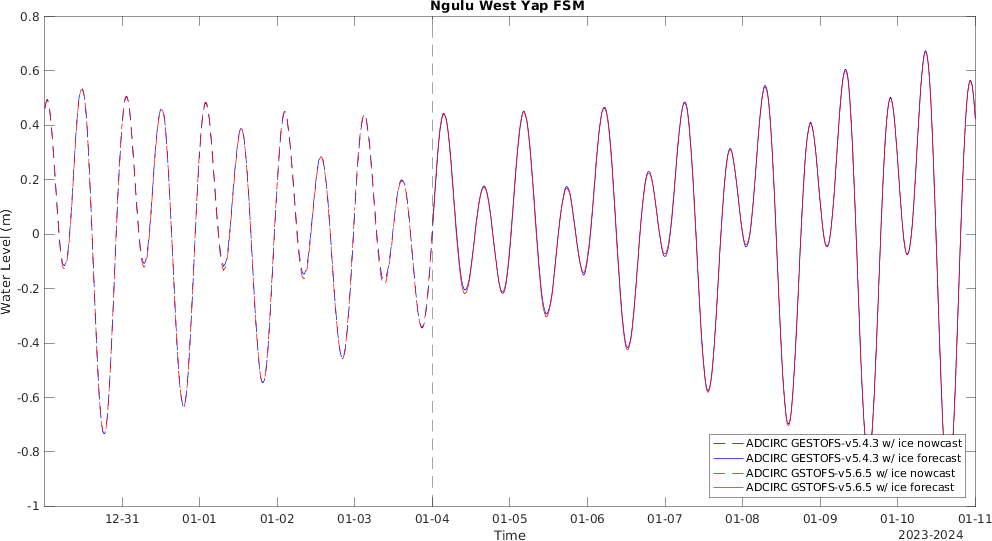 Ngulu West Yap FSM
0.8
0.6
0.4
0.2
0
-0.2
-0.4
-0.6
-0.8
-1
Water Level (m)
12-31 01-01 01-02 01-03 01-04 01-05 01-06 01-07 01-08 01-09 01-10 01-11
Time
2023-2024
ADCIRC GESTOFS-v5.4.3 w/ ice nowcast
ADCIRC GESTOFS-v5.4.3 w/ ice forecast
ADCIRC GSTOFS-v5.6.5 w/ ice nowcast
ADCIRC GSTOFS-v5.6.5 w/ ice forecast